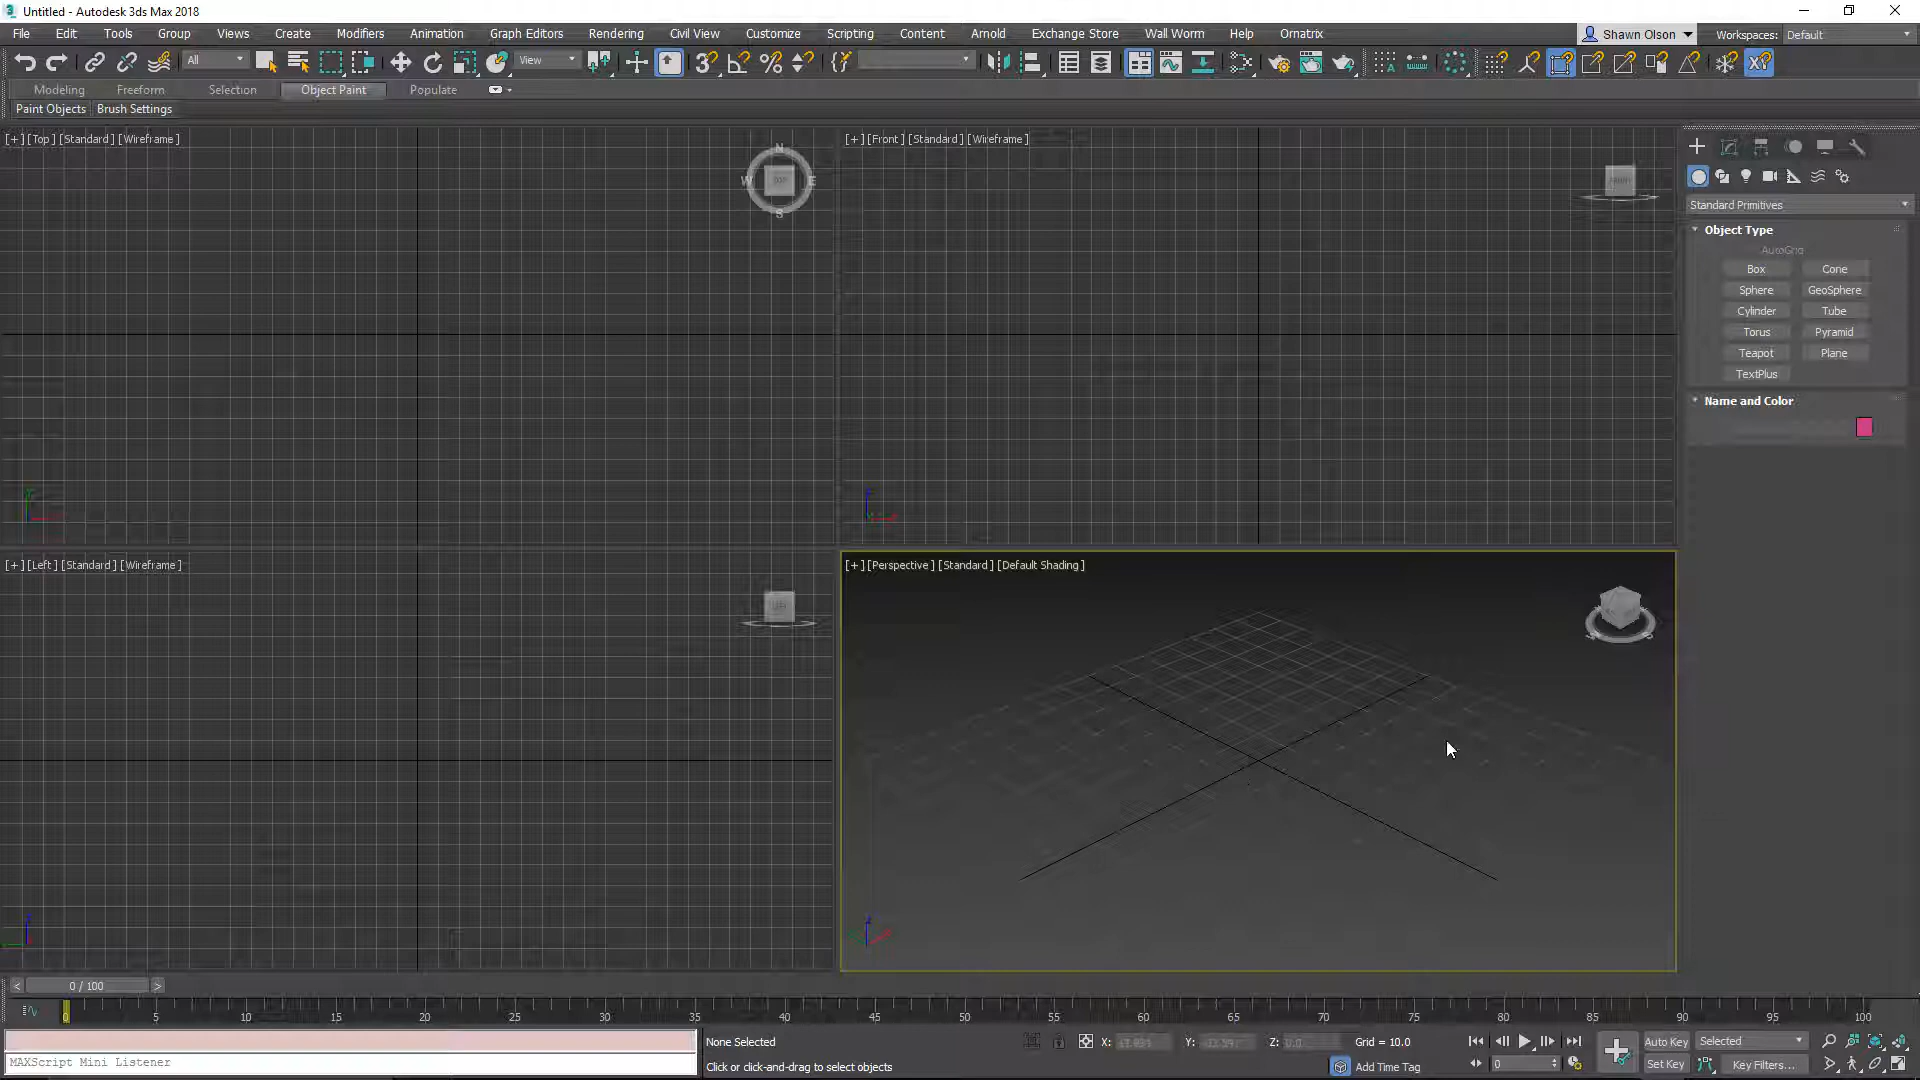 Untitled - Autodesk 3ds Max 2018
File Edit Tools Group Views Create Modifiers Animation Graph Editors Rendering Civil View Customize Scripting Content Arnold Exchange Store Wall Worm Help Ornatrix Shawn Olson Workspaces: Default
All View
Modeling Freeform Selection Object Paint Populate
Paint Objects Brush Settings
[+] [Top] [Standard] [Wireframe]
N
W E
S
[+] [Front] [Standard] [Wireframe]
Standard Primitives
Object Type
AutoGrid
Box Cone
Sphere GeoSphere
Cylinder Tube
Torus Pyramid
Teapot Plane
TextPlus
Name and Color
[+] [Left] [Standard] [Wireframe]
[+] [Perspective] [Standard] [Default Shading]
< 0 / 100 >
0 5 10 15 20 25 30 35 40 45 50 55 60 65 70 75 80 85 90 95 100
None Selected X: Y: Z: Grid = 10.0 Auto Key Selected
MAXScript Mini Listener Click or click-and-drag to select objects Add Time Tag 0 Set Key Key Filters...